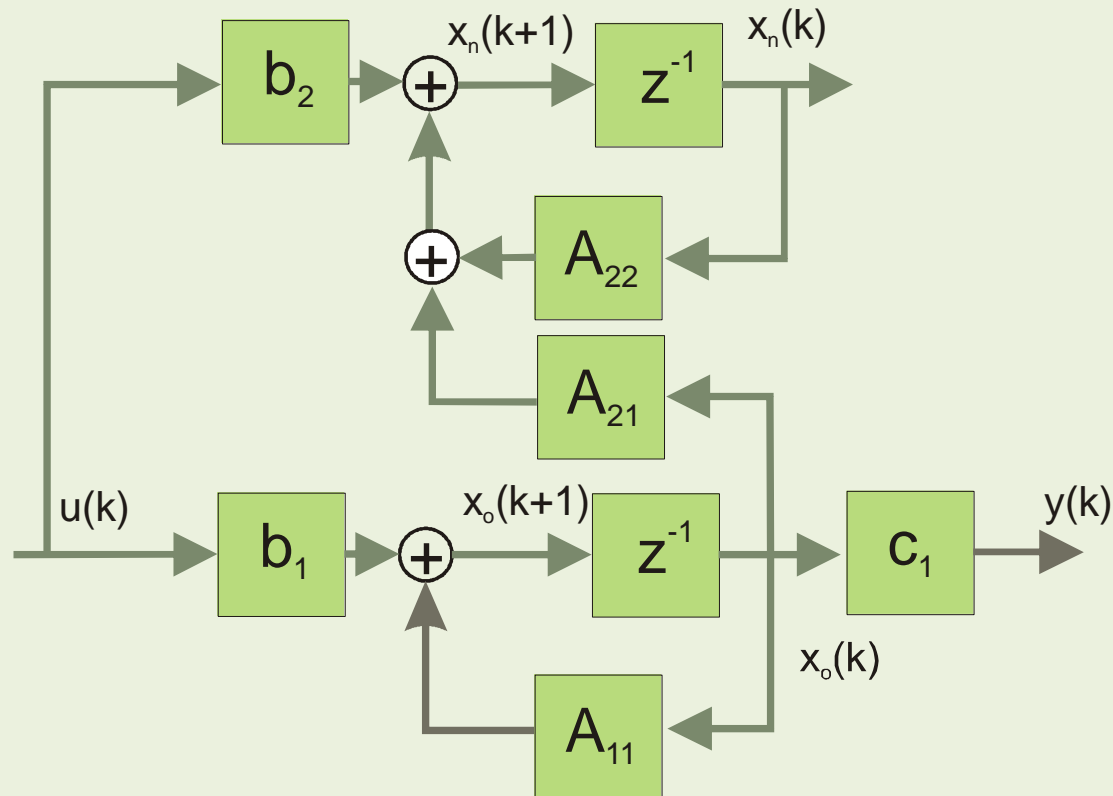 xₙ(k+1)
xₙ(k)
b₂
+
z⁻¹
+
A₂₂
A₂₁
u(k)
xₒ(k+1)
y(k)
b₁
+
z⁻¹
c₁
xₒ(k)
A₁₁